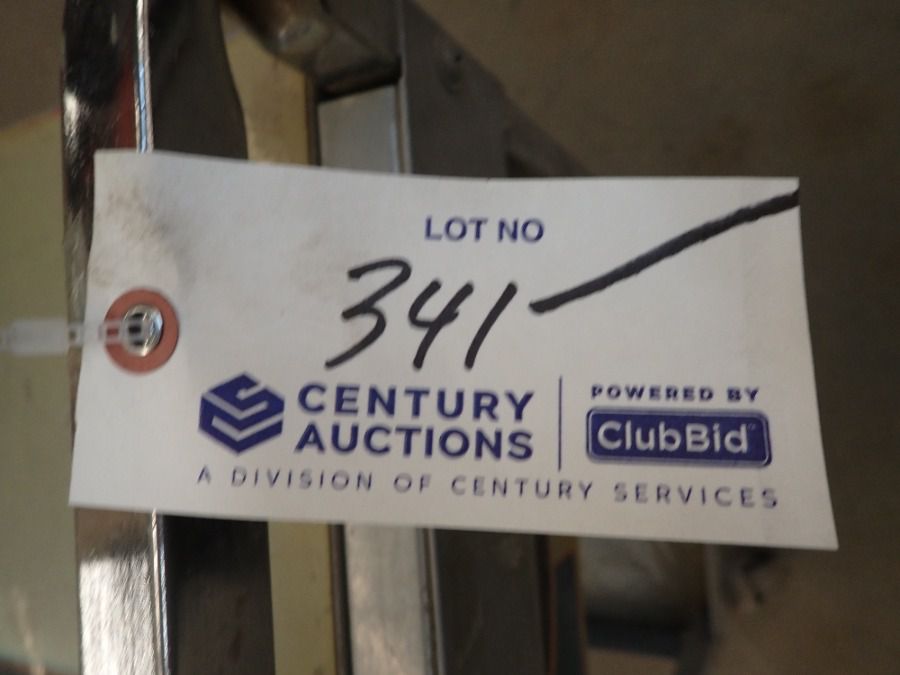 LOT NO
341
CENTURY
AUCTIONS
A DIVISION OF CENTURY SERVICES
POWERED BY
ClubBid